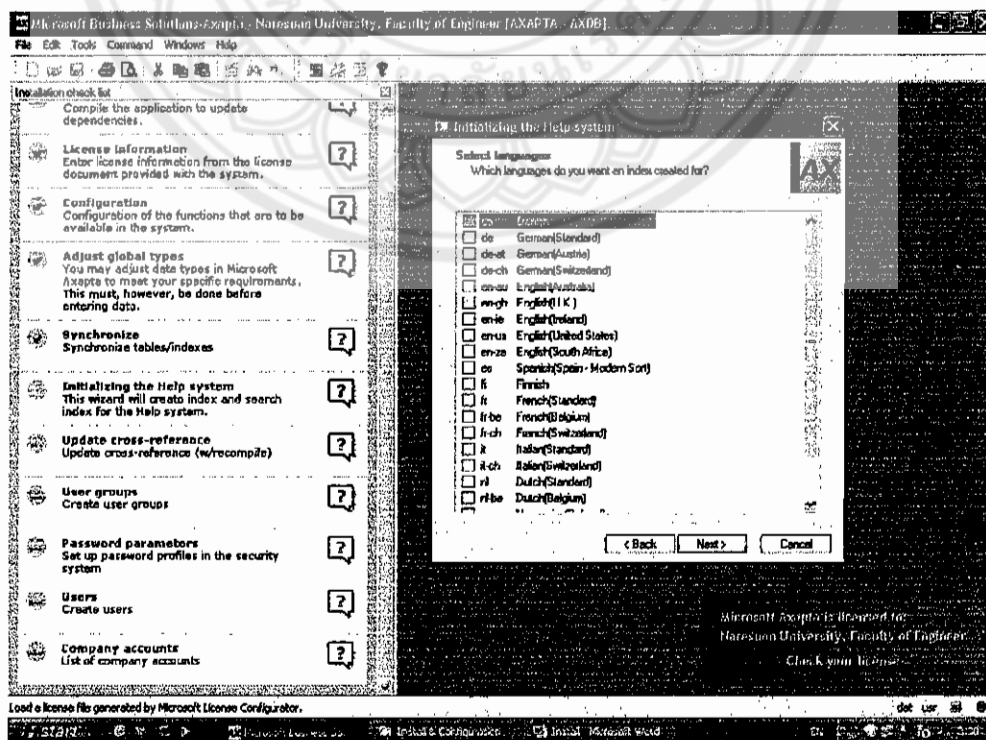 Microsoft Business Solutions-Axapta - Naresuan University, Faculty of Engineer [AXAPTA - AXDB]
File Edit Tools Command Windows Help
Installation check list
Compile the application to update
dependencies.
License information
Enter license information from the license
document provided with the system.
Configuration
Configuration of the functions that are to be
available in the system.
Adjust global types
You may adjust data types in Microsoft
Axapta to meet your specific requirements.
This must, however, be done before
entering data.
Synchronize
Synchronize tables/indexes
Initializing the Help system
This wizard will create index and search
index for the Help system.
Update cross-reference
Update cross-reference (w/recompile)
User groups
Create user groups
Password parameters
Set up password profiles in the security
system
Users
Create users
Company accounts
List of company accounts
Initializing the Help system
Select languages
Which languages do you want an index created for?
AX
de German(Standard)
de-at German(Austria)
de-ch German(Switzerland)
en-au English(Australia)
en-gb English(U.K.)
en-ie English(Ireland)
en-us English(United States)
en-za English(South Africa)
es Spanish(Spain - Modern Sort)
fi Finnish
fr French(Standard)
fr-be French(Belgium)
fr-ch French(Switzerland)
it Italian(Standard)
it-ch Italian(Switzerland)
nl Dutch(Standard)
nl-be Dutch(Belgium)
< Back Next > Cancel
Microsoft Axapta is licensed to:
Naresuan University, Faculty of Engineer
Check your license
Load a license file generated by Microsoft License Configurator.
dat usr
start
Install & Configuration
Install - Microsoft Word